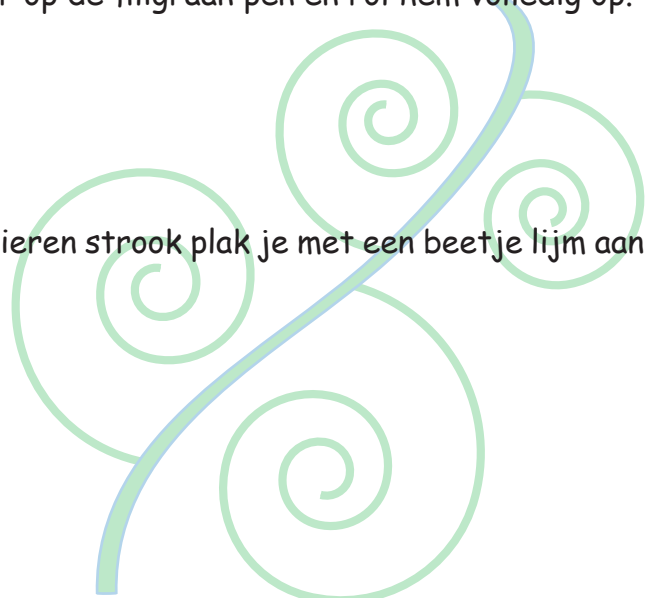 op de filigraan pen en rol hem volledig op.
ieren strook plak je met een beetje lijm aan